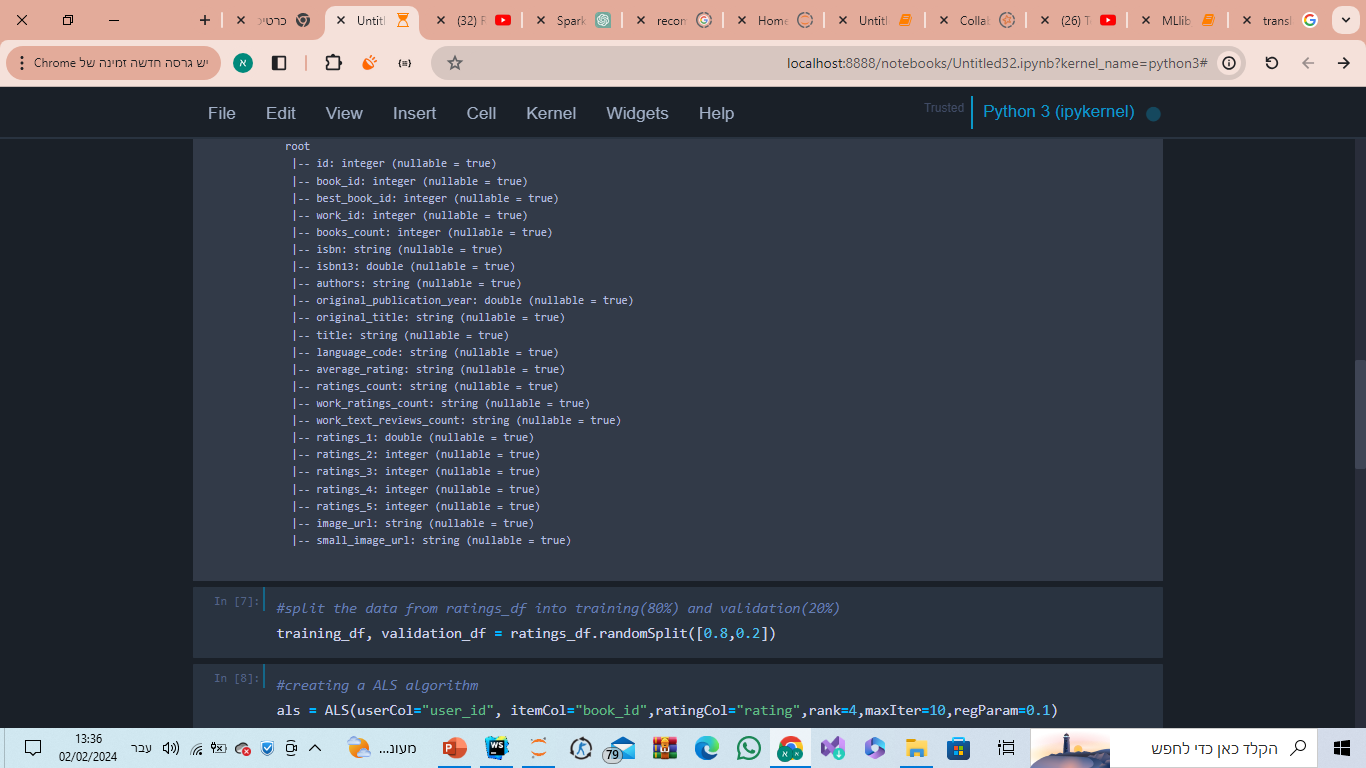 כרטיכ
Untitl
(32) F
Spark
recon
Home
Untitl
Collal
(26) T
MLlib
trans
יש גרסה חדשה זמינה של Chrome
א
localhost:8888/notebooks/Untitled32.ipynb?kernel_name=python3#
File Edit View Insert Cell Kernel Widgets Help
Trusted
Python 3 (ipykernel)
root
|-- id: integer (nullable = true)
|-- book_id: integer (nullable = true)
|-- best_book_id: integer (nullable = true)
|-- work_id: integer (nullable = true)
|-- books_count: integer (nullable = true)
|-- isbn: string (nullable = true)
|-- isbn13: double (nullable = true)
|-- authors: string (nullable = true)
|-- original_publication_year: double (nullable = true)
|-- original_title: string (nullable = true)
|-- title: string (nullable = true)
|-- language_code: string (nullable = true)
|-- average_rating: string (nullable = true)
|-- ratings_count: string (nullable = true)
|-- work_ratings_count: string (nullable = true)
|-- work_text_reviews_count: string (nullable = true)
|-- ratings_1: double (nullable = true)
|-- ratings_2: integer (nullable = true)
|-- ratings_3: integer (nullable = true)
|-- ratings_4: integer (nullable = true)
|-- ratings_5: integer (nullable = true)
|-- image_url: string (nullable = true)
|-- small_image_url: string (nullable = true)
In [7]:
#split the data from ratings_df into training(80%) and validation(20%)
training_df, validation_df = ratings_df.randomSplit([0.8,0.2])
In [8]:
#creating a ALS algorithm
als = ALS(userCol="user_id", itemCol="book_id",ratingCol="rating",rank=4,maxIter=10,regParam=0.1)
13:36
02/02/2024
עבר
מעונ...
79
הקלד כאן כדי לחפש